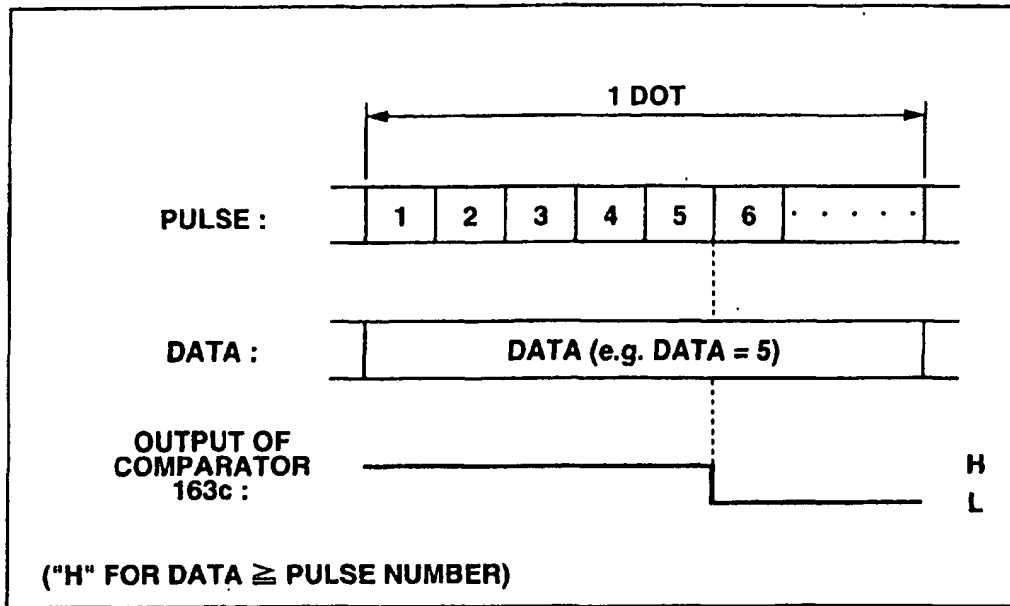 1 DOT
PULSE : 1 2 3 4 5 6 · · · · ·
DATA : DATA (e.g. DATA = 5)
OUTPUT OF
COMPARATOR
163c :
H
L
("H" FOR DATA ≧ PULSE NUMBER)